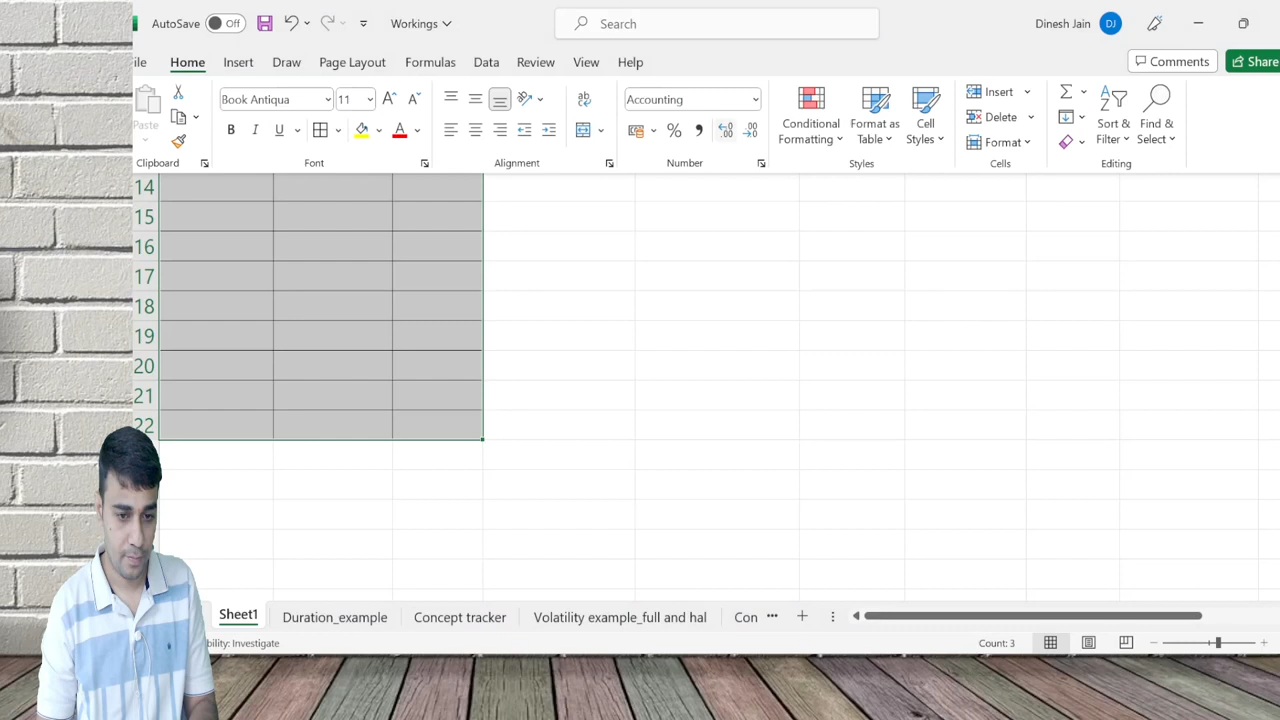 AutoSave Off Workings Search Dinesh Jain DJ
ile Home Insert Draw Page Layout Formulas Data Review View Help Comments Share
Paste Book Antiqua 11 A A ab Accounting Conditional Formatting Format as Table Cell Styles Insert Sort & Filter Find & Select
B I U A % Delete
Format
Clipboard Font Alignment Number Styles Cells Editing
14
15
16
17
18
19
20
21
22
Sheet1 Duration_example Concept tracker Volatility example_full and hal Con
bility: Investigate Count: 3